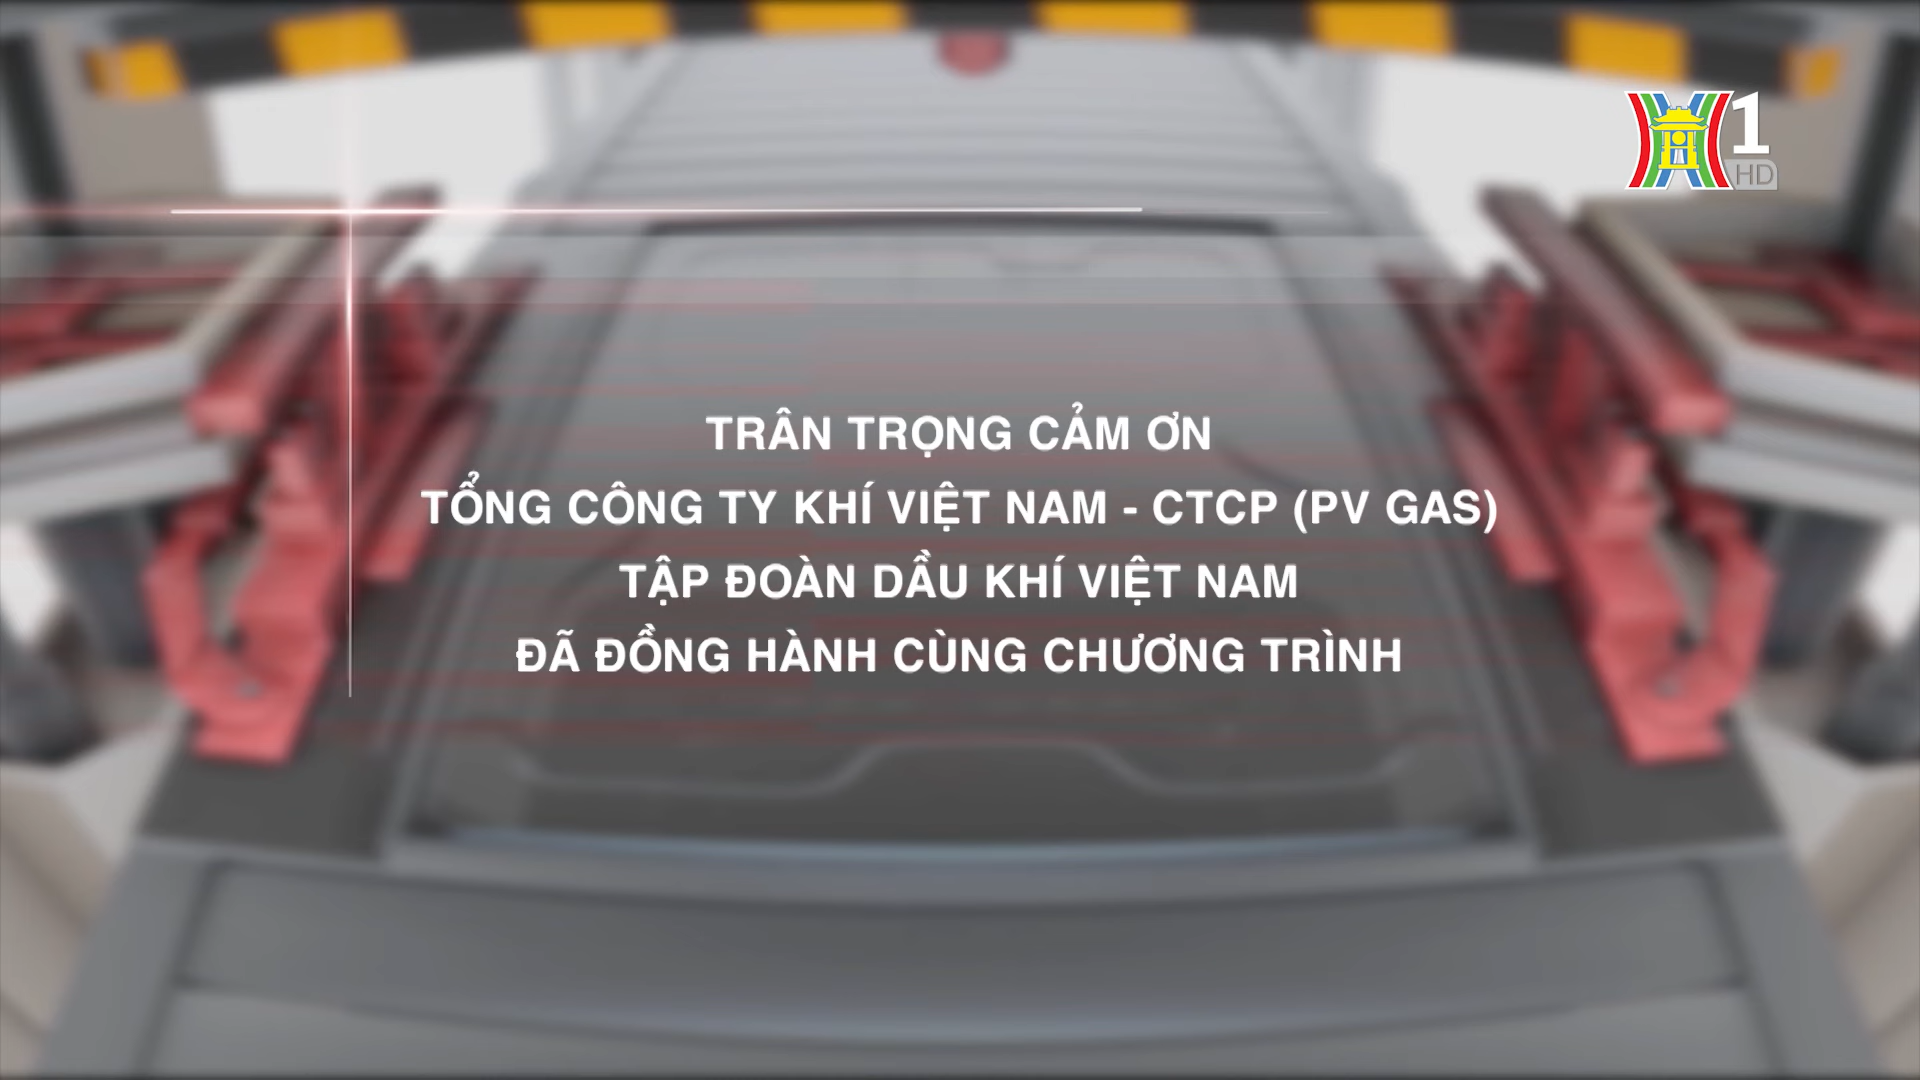 1
HD
TRÂN TRỌNG CẢM ƠN
TỔNG CÔNG TY KHÍ VIỆT NAM - CTCP (PV GAS)
TẬP ĐOÀN DẦU KHÍ VIỆT NAM
ĐÃ ĐỒNG HÀNH CÙNG CHƯƠNG TRÌNH